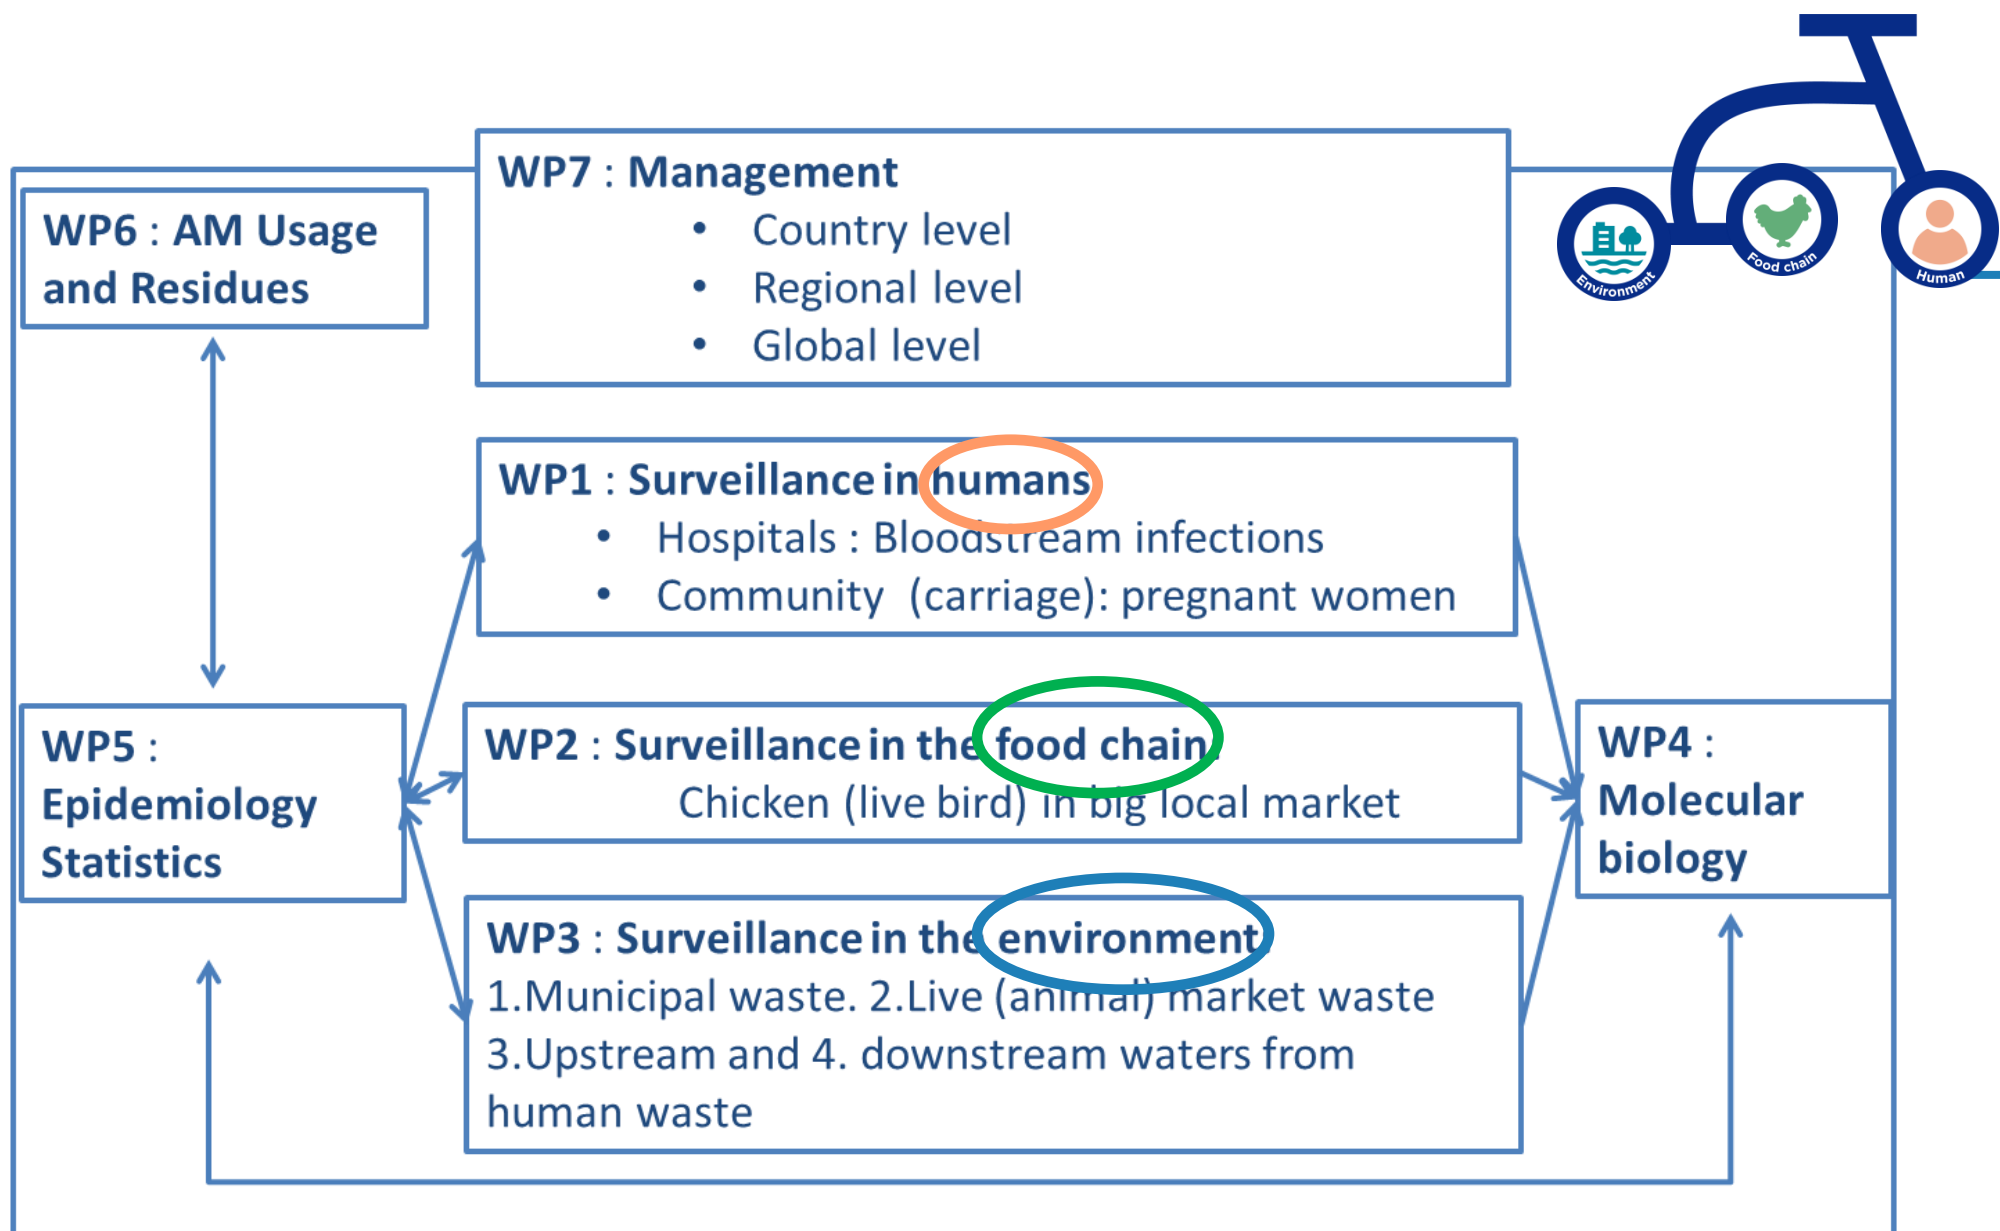 WP7 : Management
• Country level
• Regional level
• Global level
WP6 : AM Usage
and Residues
Environment
Food chain
Human
WP1 : Surveillance in humans
• Hospitals : Bloodstream infections
• Community (carriage): pregnant women
WP5 :
Epidemiology
Statistics
WP2 : Surveillance in the food chain
Chicken (live bird) in big local market
WP4 :
Molecular
biology
WP3 : Surveillance in the environment
1.Municipal waste. 2.Live (animal) market waste
3.Upstream and 4. downstream waters from
human waste